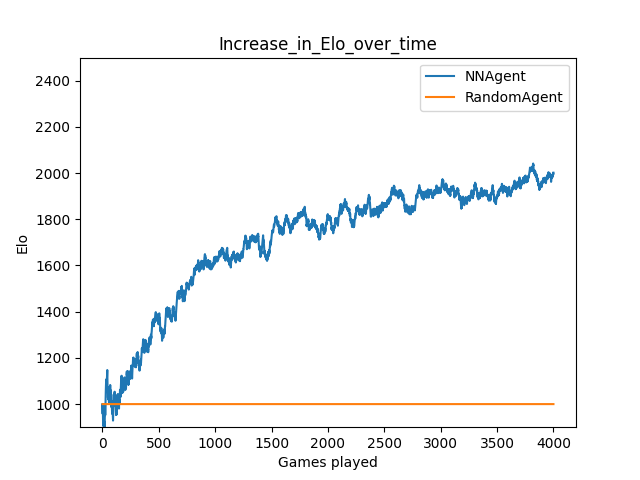 Increase_in_Elo_over_time
NNAgent
RandomAgent
2400
2200
2000
1800
1600
1400
1200
1000
Elo
0 500 1000 1500 2000 2500 3000 3500 4000
Games played